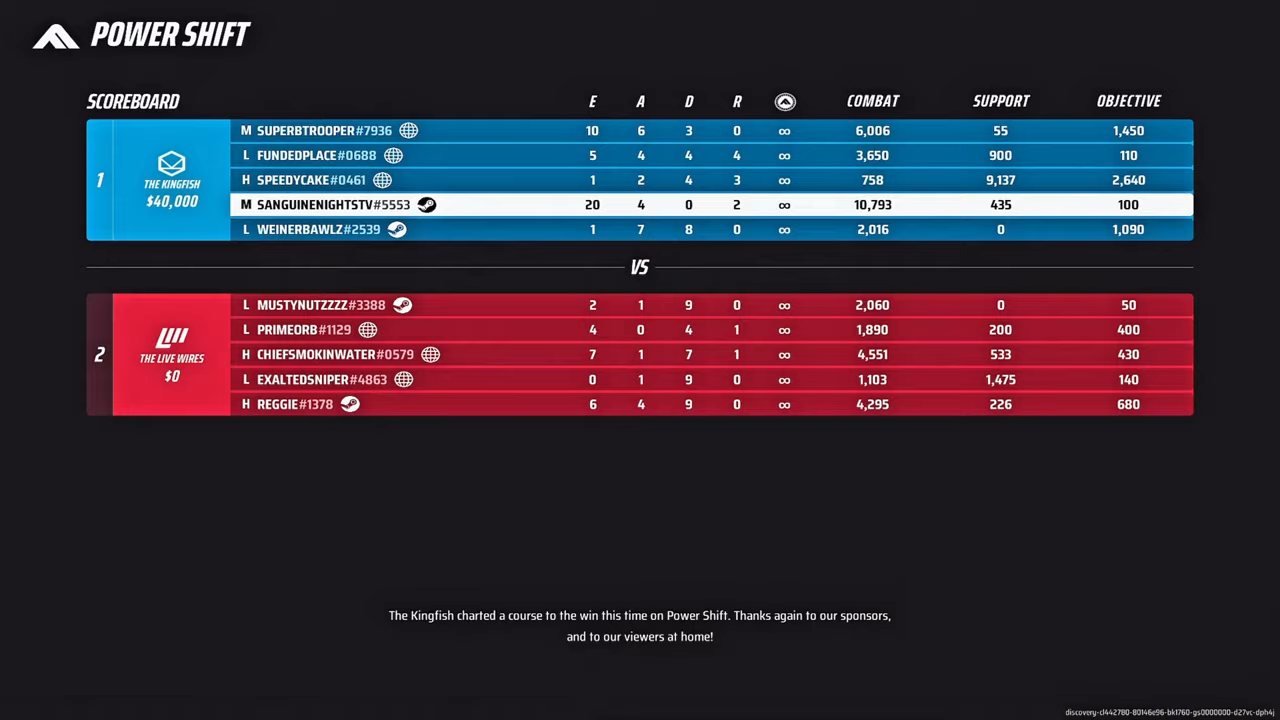 POWER SHIFT
SCOREBOARD E A D R COMBAT SUPPORT OBJECTIVE
1
THE KINGFISH
$40,000
M SUPERBTROOPER#7936 10 6 3 0 ∞ 6,006 55 1,450
L FUNDEDPLACE#0688 5 4 4 4 ∞ 3,650 900 110
H SPEEDYCAKE#0461 1 2 4 3 ∞ 758 9,137 2,640
M SANGUINENIGHTSTV#5553 20 4 0 2 ∞ 10,793 435 100
L WEINERBAWLZ#2539 1 7 8 0 ∞ 2,016 0 1,090
VS
2
THE LIVE WIRES
$0
L MUSTYNUTZZZZ#3388 2 1 9 0 ∞ 2,060 0 50
L PRIMEORB#1129 4 0 4 1 ∞ 1,890 200 400
H CHIEFSMOKINWATER#0579 7 1 7 1 ∞ 4,551 533 430
L EXALTEDSNIPER#4863 0 1 9 0 ∞ 1,103 1,475 140
H REGGIE#1378 6 4 9 0 ∞ 4,295 226 680
The Kingfish charted a course to the win this time on Power Shift. Thanks again to our sponsors,
and to our viewers at home!
discovery-cl442780-80146e96-bk1760-gs0000000-d27vc-dph4j